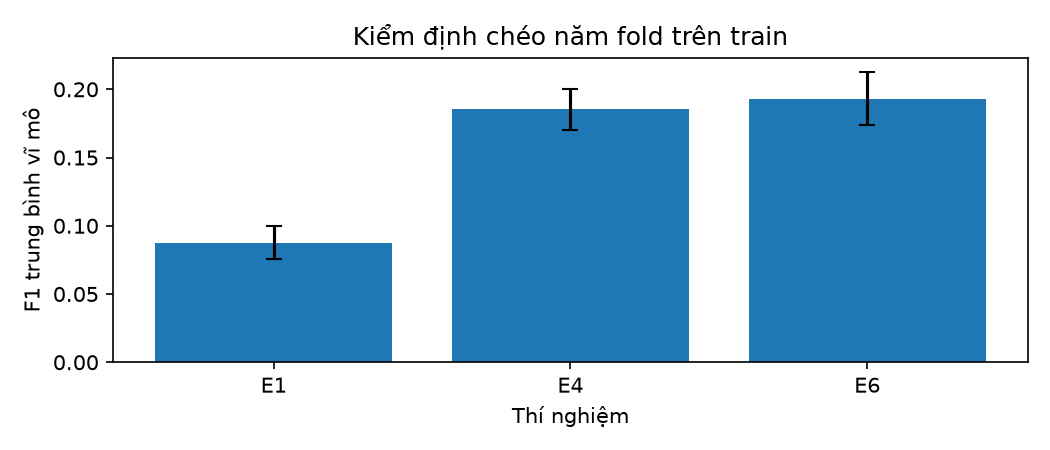 Kiểm định chéo năm fold trên train
F1 trung bình vĩ mô
0.20
0.15
0.10
0.05
0.00
E1
E4
E6
Thí nghiệm